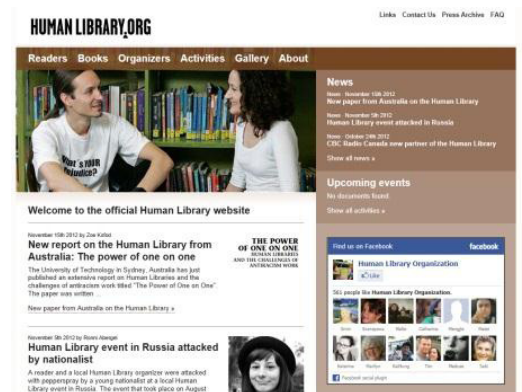 HUMAN LIBRARY.ORG
Links Contact Us Press Archive FAQ
Readers Books Organizers Activities Gallery About
What's YOUR
Prejudice?
News
News November 15th 2012
New paper from Australia on the Human Library
News November 5th 2012
Human Library event attacked in Russia
News October 24th 2012
CBC Radio Canada new partner of the Human Library
Show all news »
Upcoming events
No documents found.
Show all activities »
Welcome to the official Human Library website
November 15th 2012 by
New report on the Human Library from
Australia: The power of one on one
The University of Technology in Sydney, Australia has just
published an extensive report on Human Libraries and the
challenges of antiracism work titled "The Power of One on One".
The paper was written ...
New paper from Australia on the Human Library »
THE POWER
OF ONE ON ONE
HUMAN LIBRARIES
AND THE CHALLENGES OF
ANTIRACISM WORK
November 5th 2012 by Ronni Abergel
Human Library event in Russia attacked
by nationalist
A reader and a local Human Library organizer were attacked
with pepperspray by a young nationalist at a local Human
Library event in Russia. The event that took place on August
Find us on Facebook
facebook
Human Library Organization
Like
561 people like Human Library Organization.
Catherine
Peter
Marilyn
Tim
Facebook social plugin